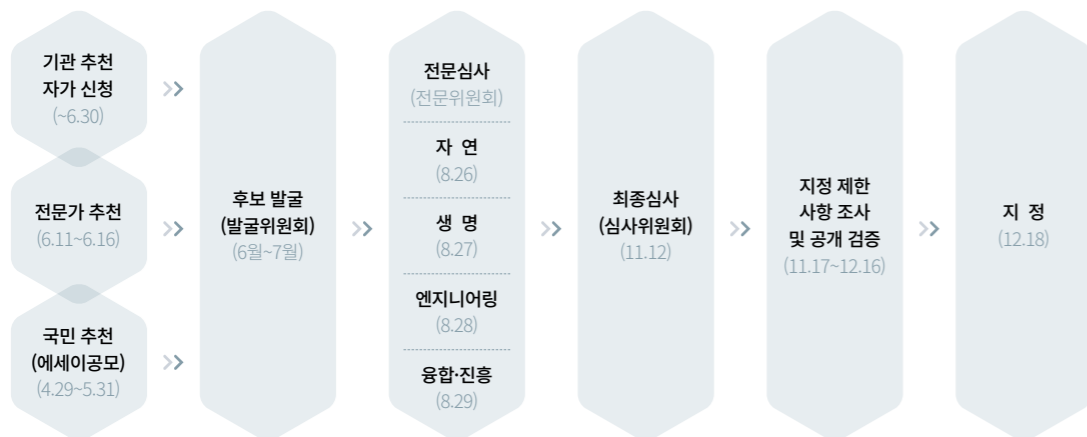 기관 추천
자가 신청
(~6.30)
전문가 추천
(6.11~6.16)
국민 추천
(에세이공모)
(4.29~5.31)
후보 발굴
(발굴위원회)
(6월~7월)
전문심사
(전문위원회)
자 연
(8.26)
생 명
(8.27)
엔지니어링
(8.28)
융합·진흥
(8.29)
최종심사
(심사위원회)
(11.12)
지정 제한
사항 조사
및 공개 검증
(11.17~12.16)
지 정
(12.18)